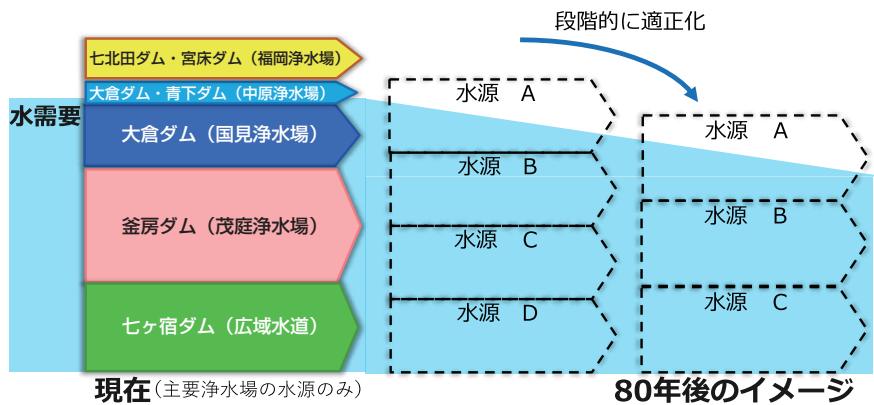 段階的に適正化
七北田ダム・宮床ダム（福岡浄水場）
大倉ダム・青下ダム（中原浄水場）
水需要
大倉ダム（国見浄水場）
釜房ダム（茂庭浄水場）
七ヶ宿ダム（広域水道）
水源　A
水源　B
水源　C
水源　D
水源　A
水源　B
水源　C
現在（主要浄水場の水源のみ）
80年後のイメージ